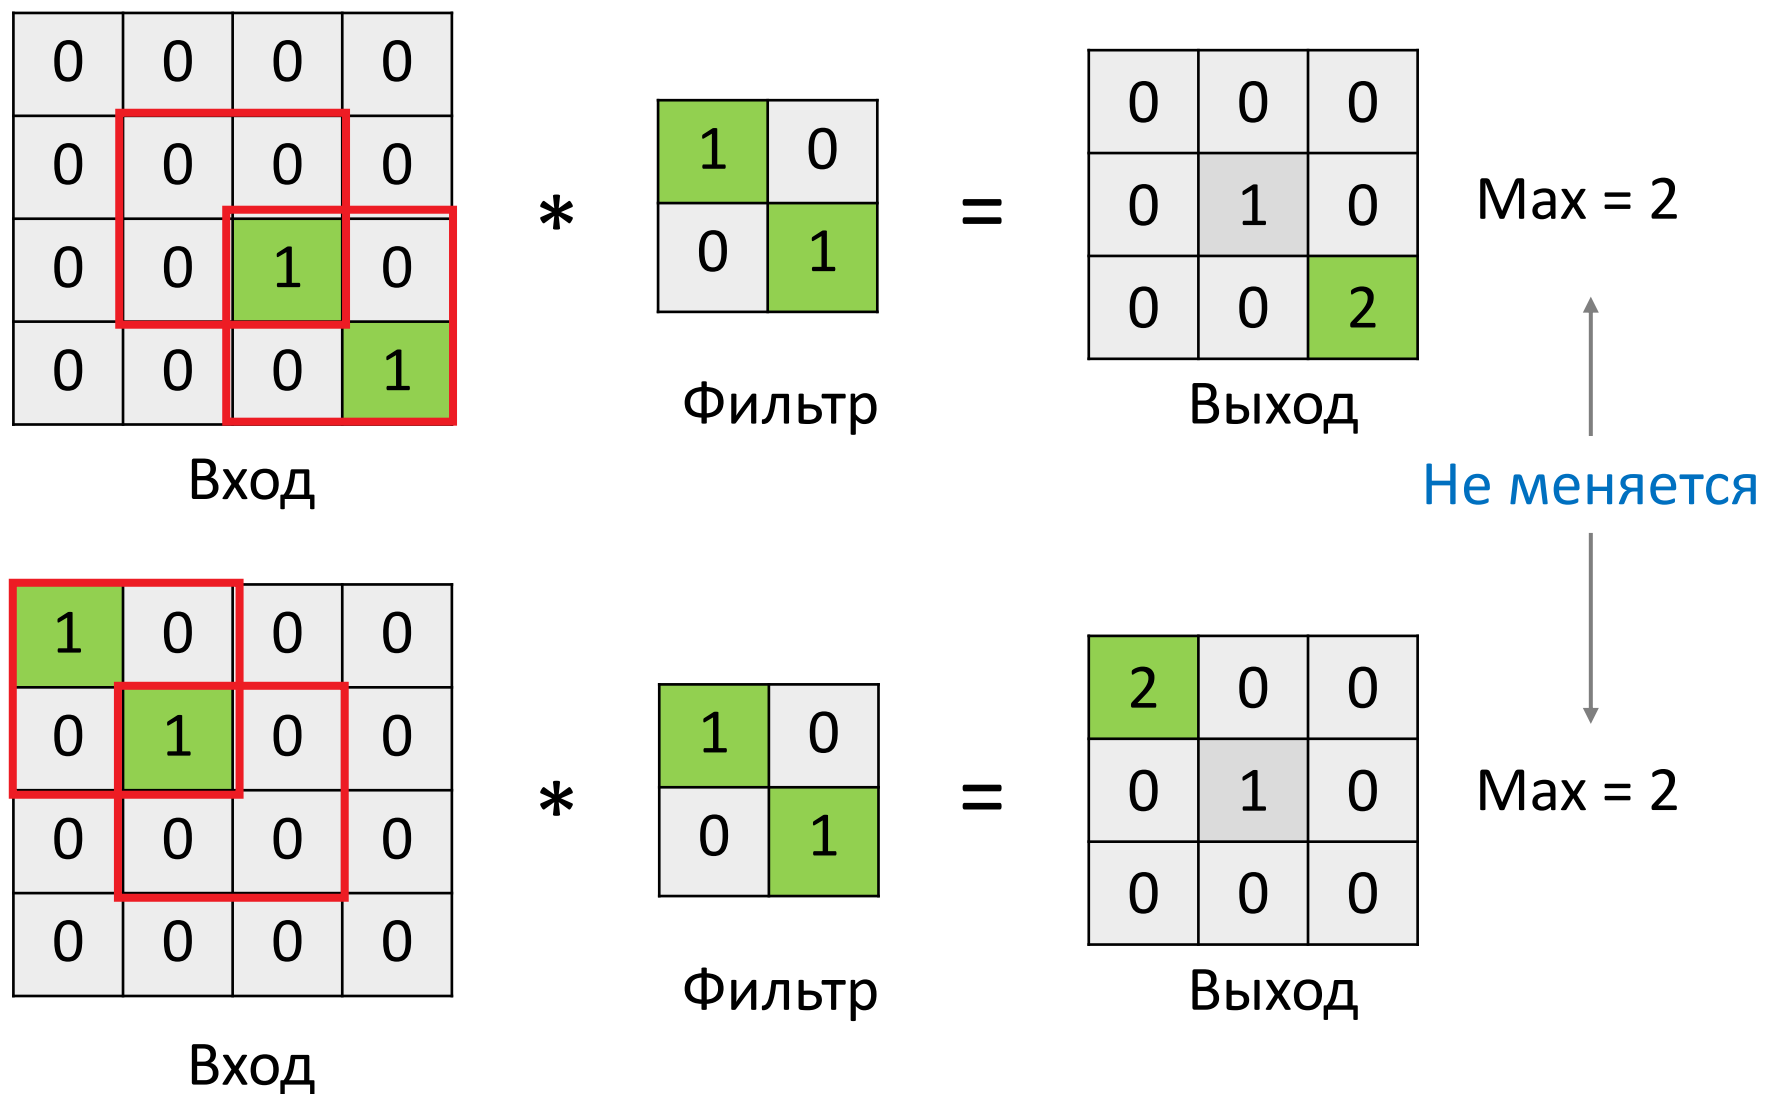 0 0 0 0
0 0 0 0
0 0 1 0
0 0 0 1
Вход
*
1 0
0 1
Фильтр
=
0 0 0
0 1 0
0 0 2
Выход
Max = 2
Не меняется
1 0 0 0
0 1 0 0
0 0 0 0
0 0 0 0
Вход
*
1 0
0 1
Фильтр
=
2 0 0
0 1 0
0 0 0
Выход
Max = 2